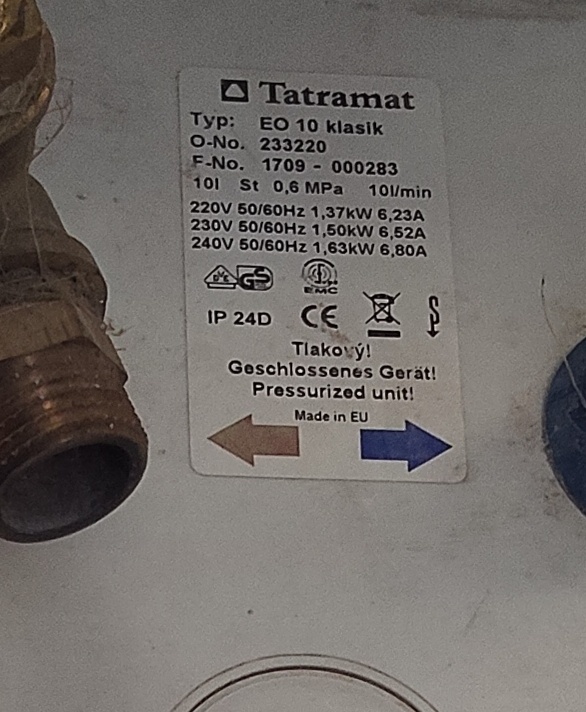 Tatramat
Typ: EO 10 klasik
O-No. 233220
F-No. 1709 - 000283
10l St 0,6 MPa 10l/min
220V 50/60Hz 1,37kW 6,23A
230V 50/60Hz 1,50kW 6,52A
240V 50/60Hz 1,63kW 6,80A
GS
EMC
IP 24D CE
Tlakový!
Geschlossenes Gerät!
Pressurized unit!
Made in EU